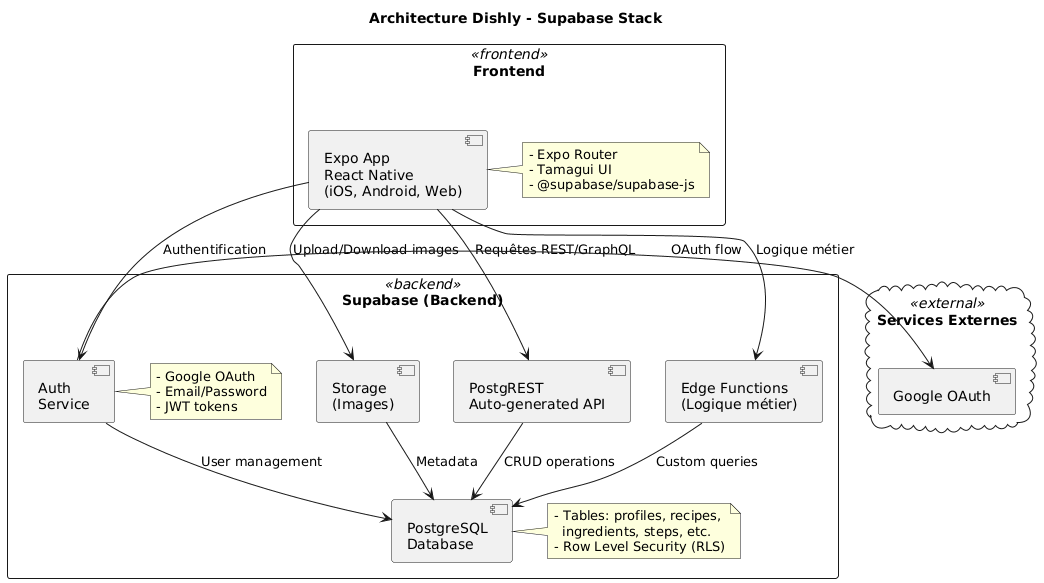 Architecture Dishly - Supabase Stack
«frontend»
Frontend
Expo App
React Native
(iOS, Android, Web)
- Expo Router
- Tamagui UI
- @supabase/supabase-js
Authentification
Upload/Download images
Requêtes REST/GraphQL
OAuth flow
Logique métier
«backend»
Supabase (Backend)
«external»
Services Externes
Auth
Service
- Google OAuth
- Email/Password
- JWT tokens
Storage
(Images)
PostgREST
Auto-generated API
Edge Functions
(Logique métier)
Google OAuth
User management
Metadata
CRUD operations
Custom queries
PostgreSQL
Database
- Tables: profiles, recipes,
ingredients, steps, etc.
- Row Level Security (RLS)